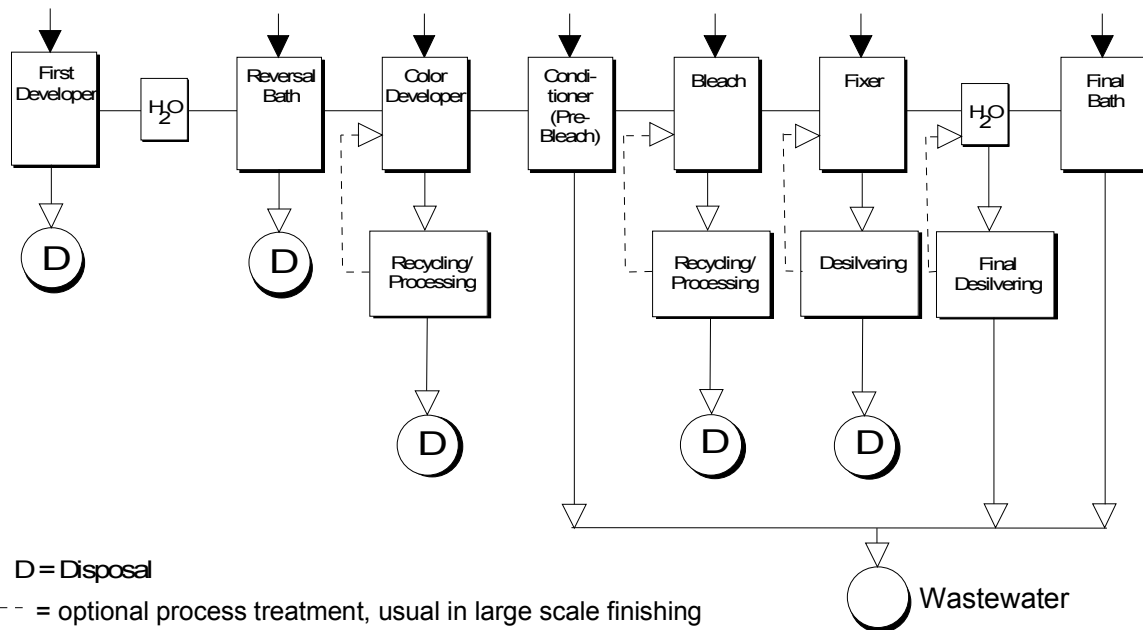 First
Developer
H2O
Reversal
Bath
Color
Developer
Condi-
tioner
(Pre-
Bleach)
Bleach
Fixer
H2O
Final
Bath
D
D
Recycling/
Processing
Recycling/
Processing
Desilvering
Final
Desilvering
D
D
D
D = Disposal
= optional process treatment, usual in large scale finishing
Wastewater